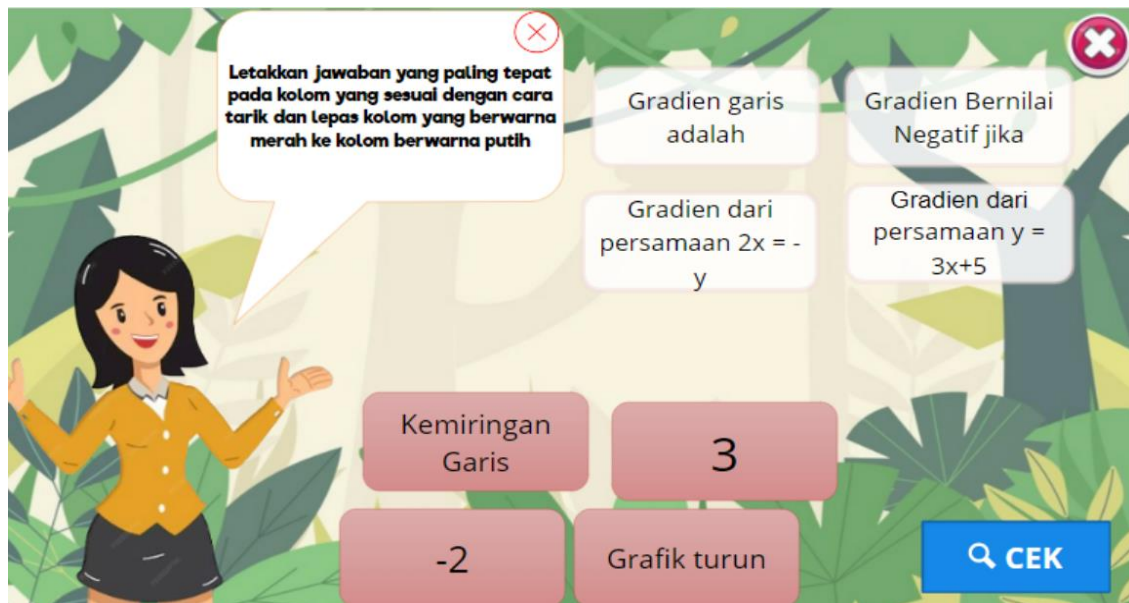 Letakkan jawaban yang paling tepat
pada kolom yang sesuai dengan cara
tarik dan lepas kolom yang berwarna
merah ke kolom berwarna putih
Gradien garis
adalah
Gradien Bernilai
Negatif jika
Gradien dari
persamaan 2x = -
y
Gradien dari
persamaan y =
3x+5
Kemiringan
Garis
3
-2
Grafik turun
CEK